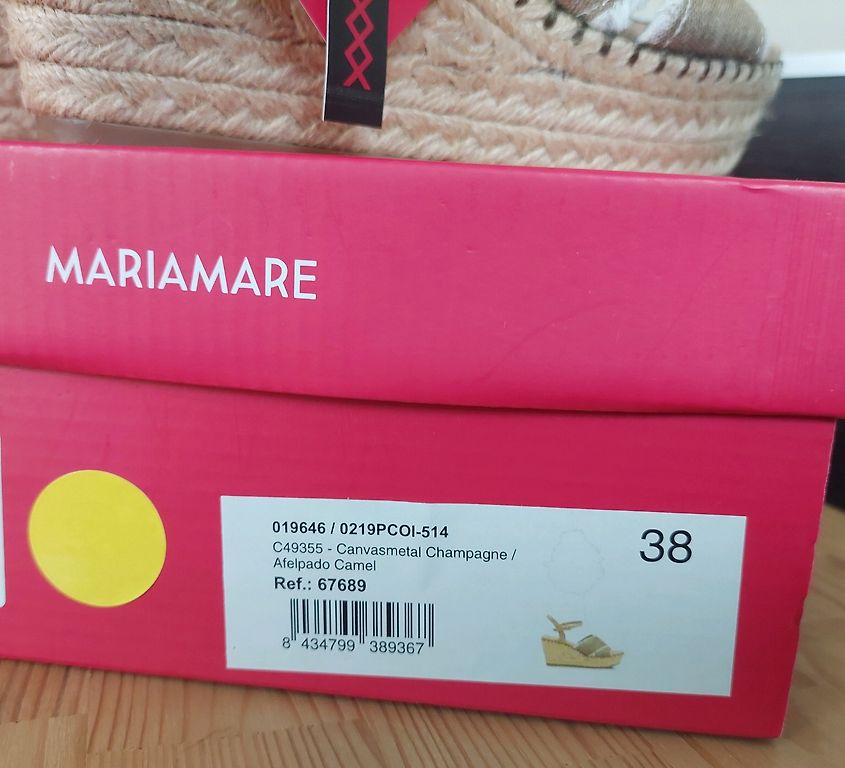 MARIAMARE
019646 / 0219PCOI-514
C49355 - Canvasmetal Champagne /
Afelpado Camel
Ref.: 67689
38
8 434799 389367